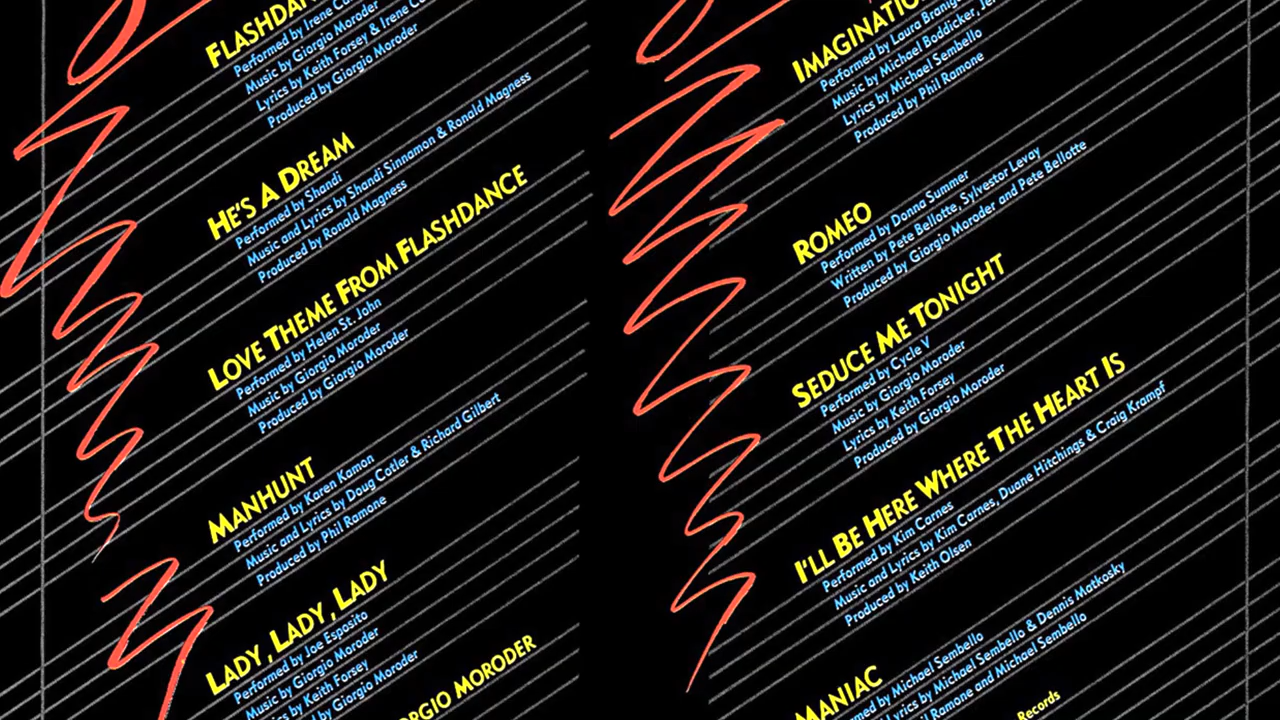 FLASHDAN
Performed by Irene Ca
Music by Giorgio Moroder
Lyrics by Keith Forsey & Irene C
Produced by Giorgio Moroder
HE'S A DREAM
Performed by Shandi
Music and Lyrics by Shandi Sinnamon & Ronald Magness
Produced by Ronald Magness
LOVE THEME FROM FLASHDANCE
Performed by Helen St. John
Music by Giorgio Moroder
Produced by Giorgio Moroder
MANHUNT
Performed by Karen Kamon
Music and Lyrics by Doug Cotler & Richard Gilbert
Produced by Phil Ramone
LADY, LADY, LADY
Performed by Joe Esposito
Music by Giorgio Moroder
rics by Keith Forsey
d by Giorgio Moroder
ORGIO MORODER
IMAGINATIO
Performed by Laura Branig
Music by Michael Boddicker, Je
Lyrics by Michael Sembello
Produced by Phil Ramone
ROMEO
Performed by Donna Summer
Written by Pete Bellotte, Sylvestor Levay
Produced by Giorgio Moroder and Pete Bellotte
SEDUCE ME TONIGHT
Performed by Cycle V
Music by Giorgio Moroder
Lyrics by Keith Forsey
Produced by Giorgio Moroder
I'LL BE HERE WHERE THE HEART IS
Performed by Kim Carnes
Music and Lyrics by Kim Carnes, Duane Hitchings & Craig Krampf
Produced by Keith Olsen
MANIAC
ormed by Michael Sembello
d Lyrics by Michael Sembello & Dennis Matkosky
il Ramone and Michael Sembello
Records